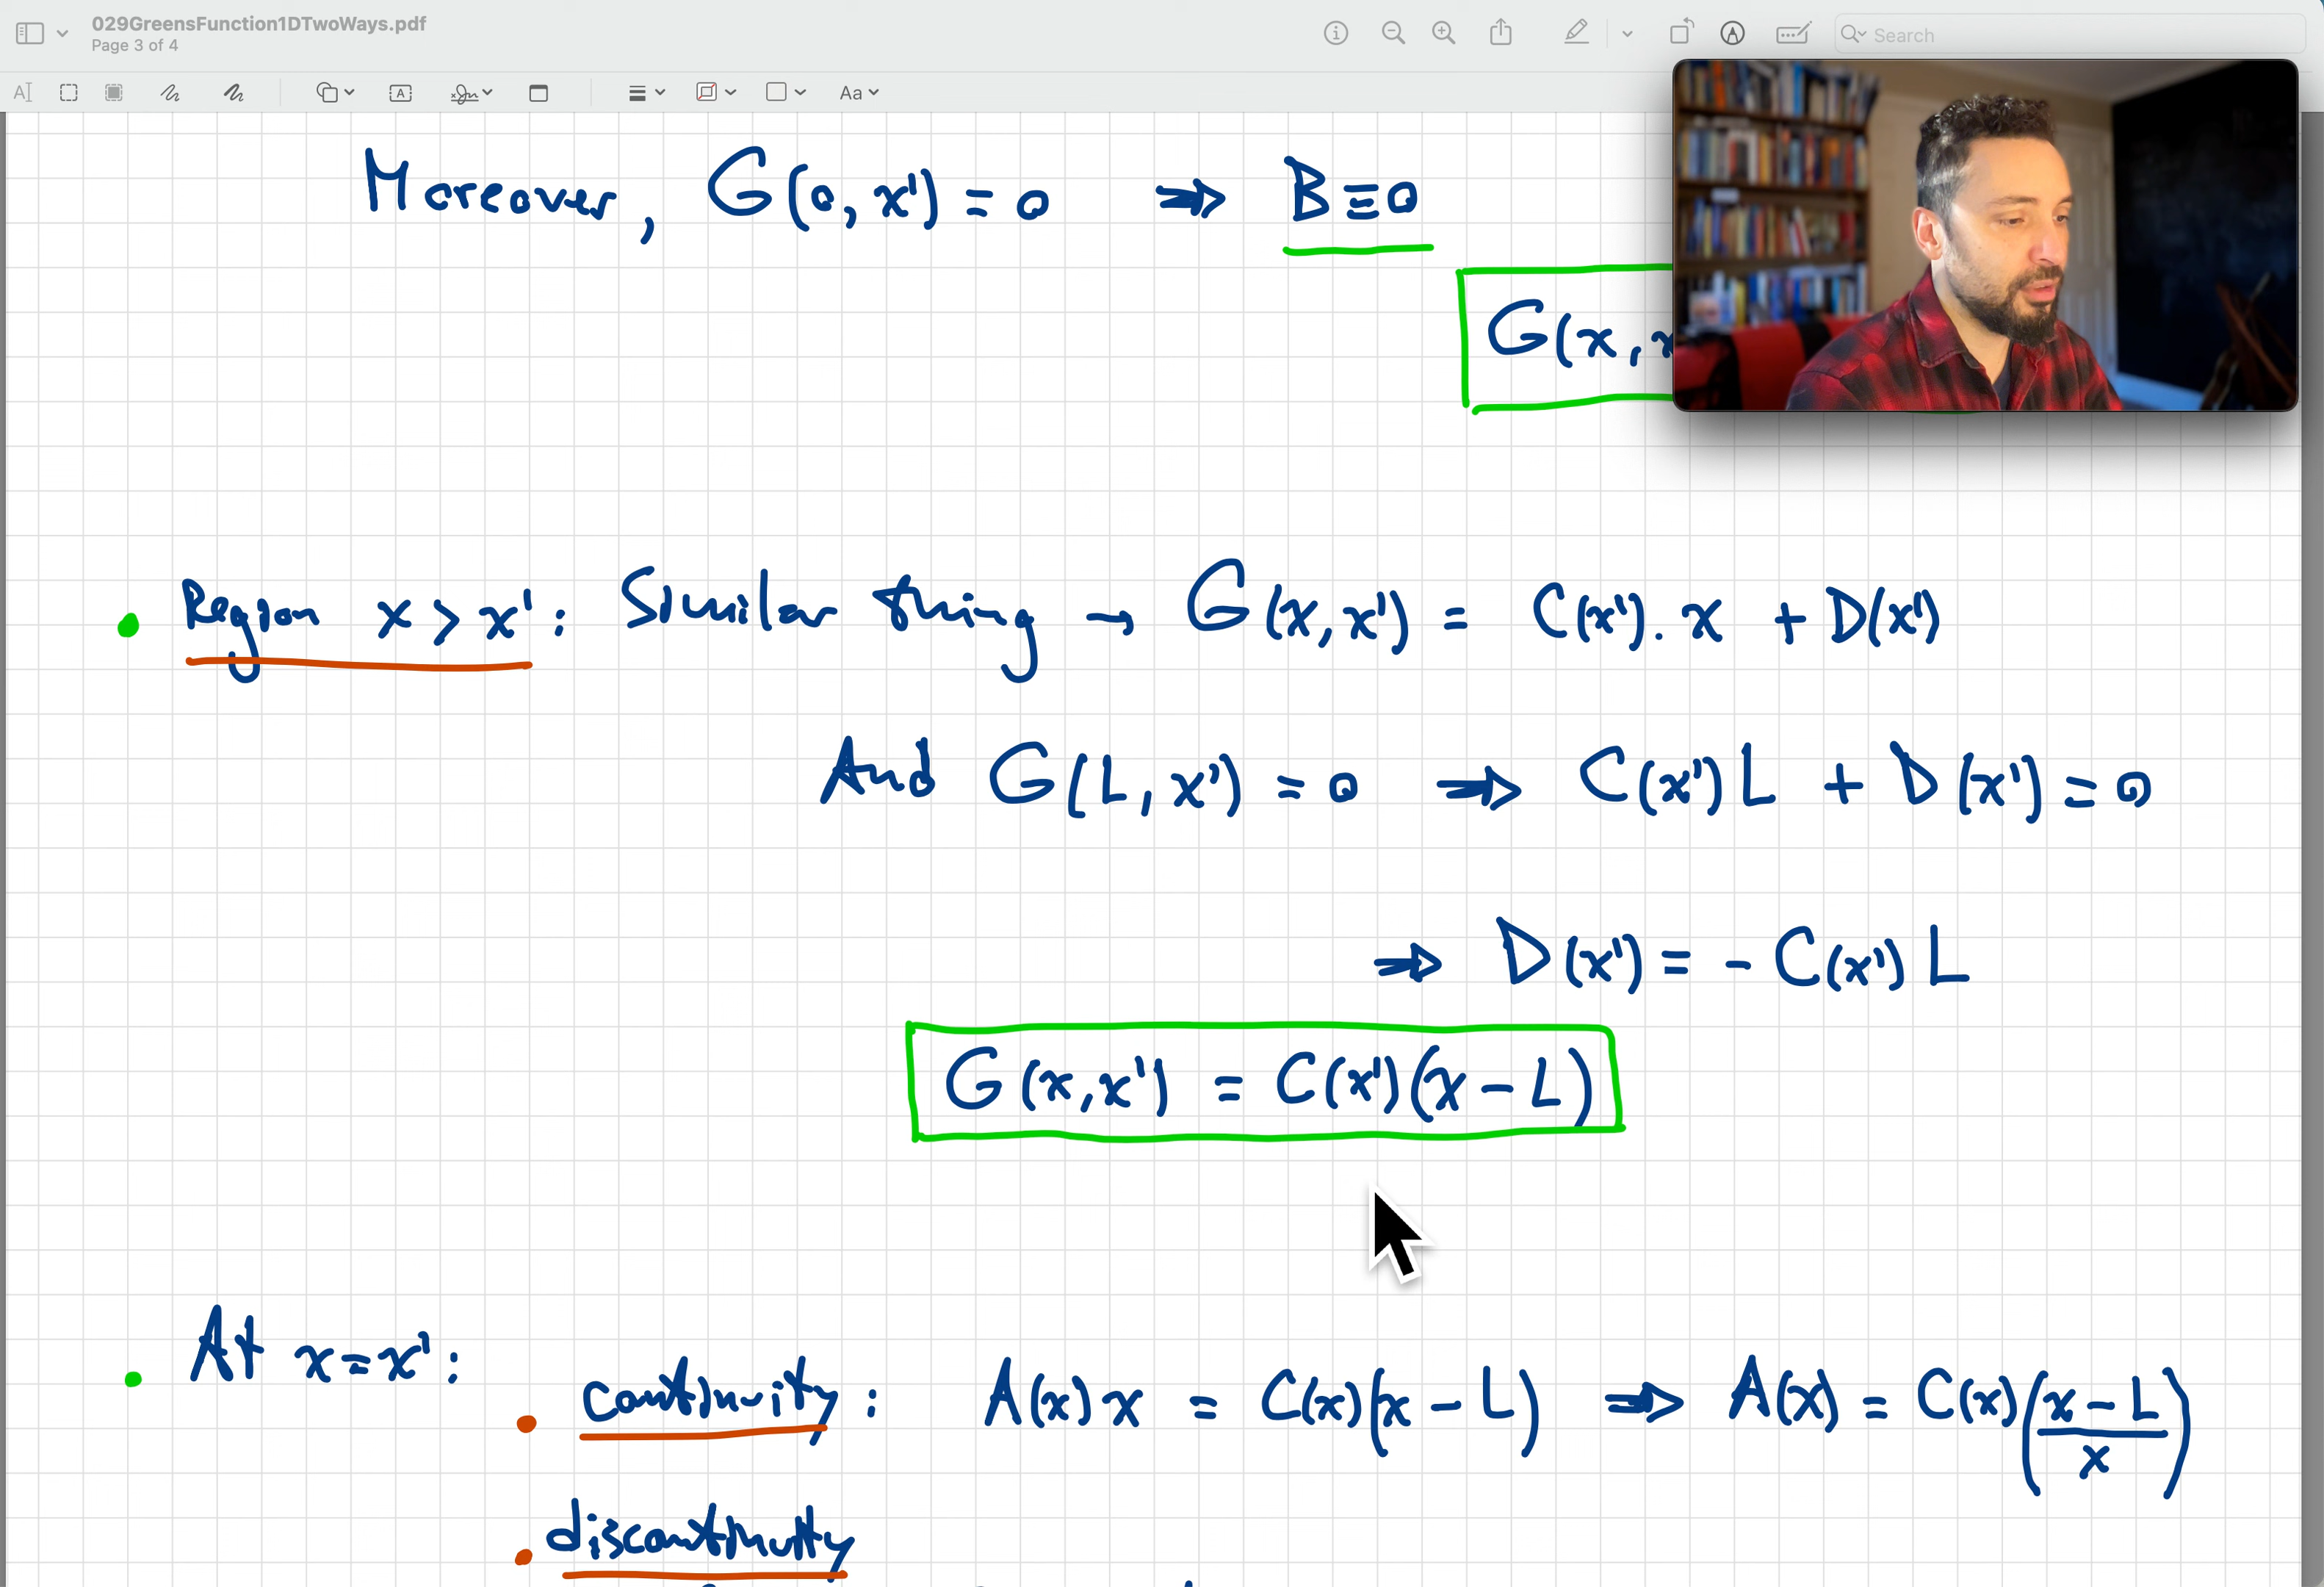 029GreensFunction1DTwoWays.pdf
Page 3 of 4
Search
Aa
Moreover, G(0, x') = 0 ⇒ B ≡ 0
G(x, x
Region x > x': Similar thing → G(x, x') = C(x'). x + D(x')
And G(L, x') = 0 ⇒ C(x')L + D(x') = 0
⇒ D(x') = - C(x') L
G(x,x') = C(x')(x - L)
At x = x':
continuity: A(x) x = C(x)(x - L) ⇒ A(x) = C(x)((x - L)/x)
discontinuity